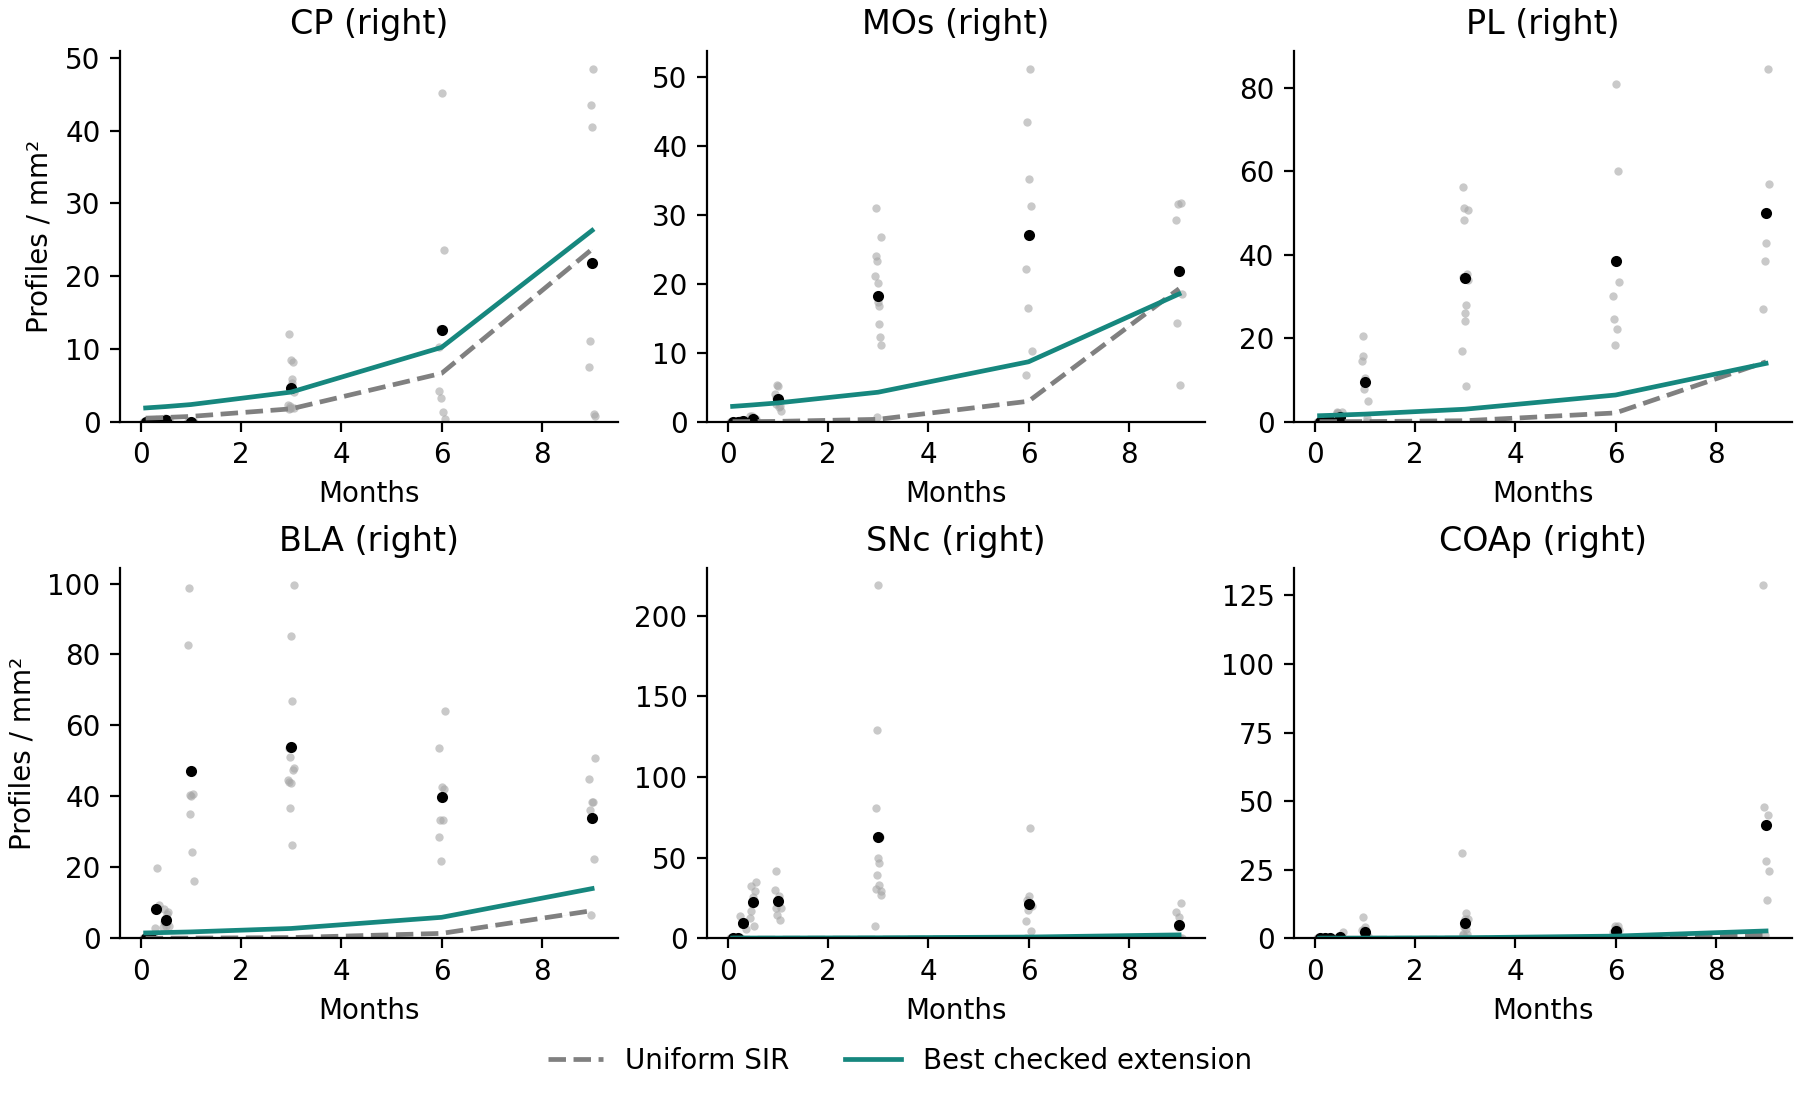 CP (right)
MOs (right)
PL (right)
Profiles / mm²
50
40
30
20
10
0
0 2 4 6 8
Months
50
40
30
20
10
0
0 2 4 6 8
Months
80
60
40
20
0
0 2 4 6 8
Months
BLA (right)
SNc (right)
COAp (right)
Profiles / mm²
100
80
60
40
20
0
0 2 4 6 8
Months
200
150
100
50
0
0 2 4 6 8
Months
125
100
75
50
25
0
0 2 4 6 8
Months
Uniform SIR
Best checked extension